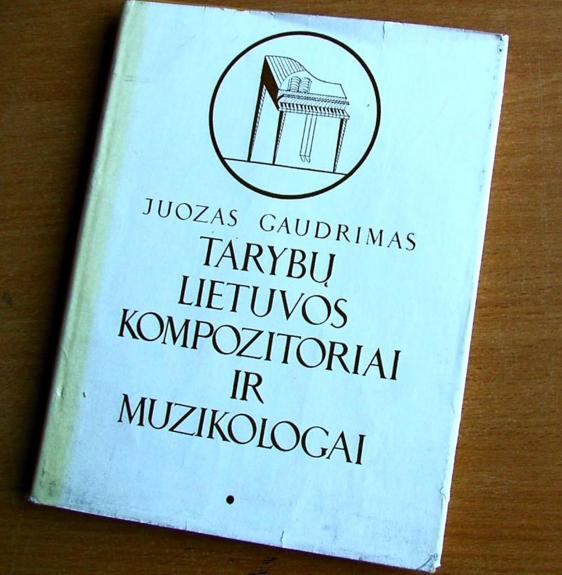 JUOZAS GAUDRIMAS
TARYBŲ
LIETUVOS
KOMPOZITORIAI
IR
MUZIKOLOGAI